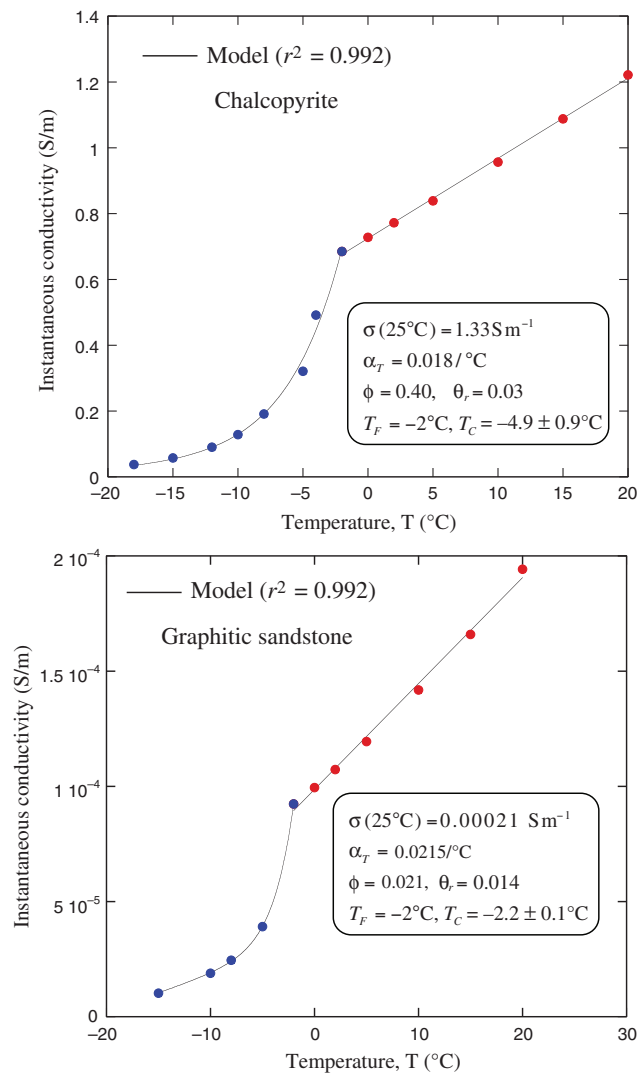 1.4
1.2
1
0.8
0.6
0.4
0.2
0
Instantaneous conductivity (S/m)
Model (r² = 0.992)
Chalcopyrite
σ (25°C) = 1.33 S m⁻¹
α_T = 0.018/ °C
ϕ = 0.40, θ_r = 0.03
T_F = −2°C, T_C = −4.9 ± 0.9°C
−20 −15 −10 −5 0 5 10 15 20
Temperature, T (°C)
2 10⁻⁴
1.5 10⁻⁴
1 10⁻⁴
5 10⁻⁵
0
Instantaneous conductivity (S/m)
Model (r² = 0.992)
Graphitic sandstone
σ (25°C) = 0.00021 S m⁻¹
α_T = 0.0215/°C
ϕ = 0.021, θ_r = 0.014
T_F = −2°C, T_C = −2.2 ± 0.1°C
−20 −10 0 10 20 30
Temperature, T (°C)